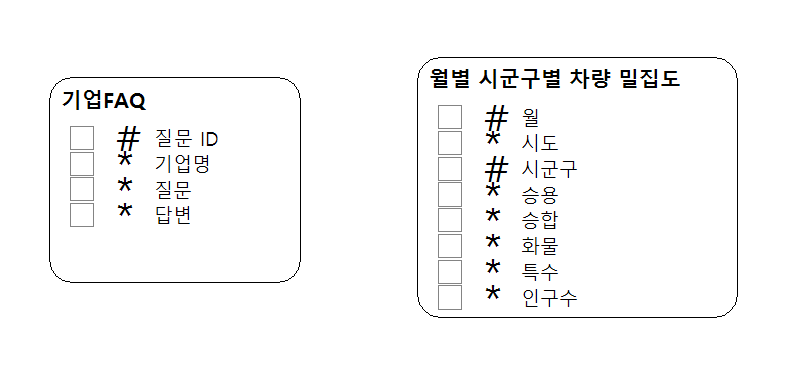 기업FAQ
# 질문 ID
* 기업명
* 질문
* 답변
월별 시군구별 차량 밀집도
# 월
* 시도
# 시군구
* 승용
* 승합
* 화물
* 특수
* 인구수